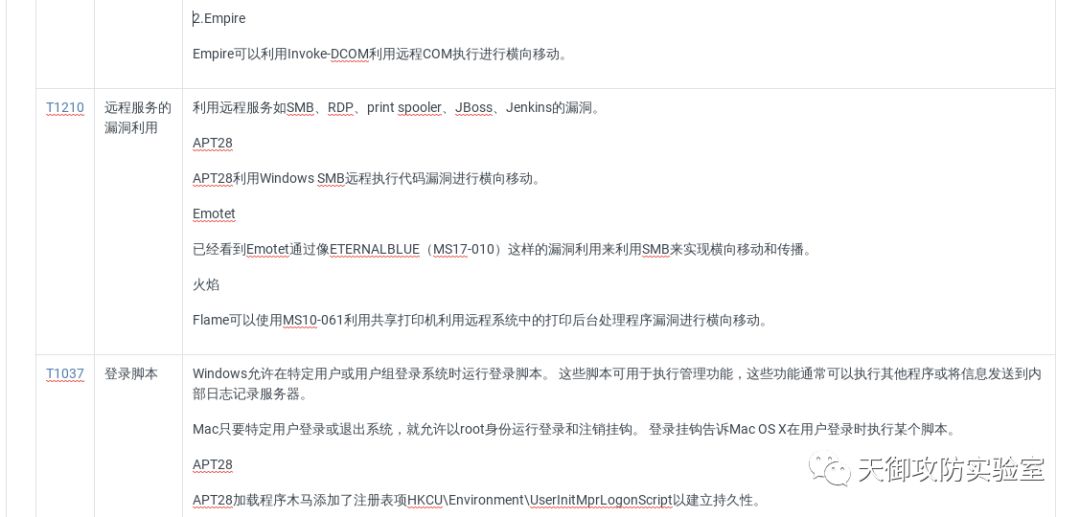 2.Empire
Empire可以利用Invoke-DCOM利用远程COM执行进行横向移动。
T1210
远程服务的
漏洞利用
利用远程服务如SMB、RDP、print spooler、JBoss、Jenkins的漏洞。
APT28
APT28利用Windows SMB远程执行代码漏洞进行横向移动。
Emotet
已经看到Emotet通过像ETERNALBLUE（MS17-010）这样的漏洞利用来利用SMB来实现横向移动和传播。
火焰
Flame可以使用MS10-061利用共享打印机利用远程系统中的打印后台处理程序漏洞进行横向移动。
T1037
登录脚本
Windows允许在特定用户或用户组登录系统时运行登录脚本。 这些脚本可用于执行管理功能，这些功能通常可以执行其他程序或将信息发送到内
部日志记录服务器。
Mac只要特定用户登录或退出系统，就允许以root身份运行登录和注销挂钩。 登录挂钩告诉Mac OS X在用户登录时执行某个脚本。
APT28
APT28加载程序木马添加了注册表项HKCU\Environment\UserInitMprLogonScript以建立持久性。
天御攻防实验室